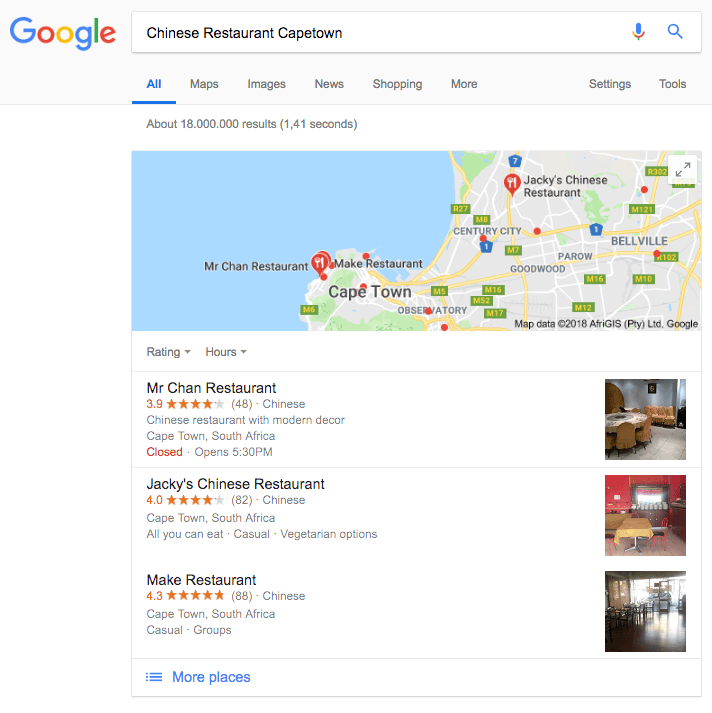 Google
Chinese Restaurant Capetown
All Maps Images News Shopping More Settings Tools
About 18.000.000 results (1,41 seconds)
7
R302
Jacky's Chinese
Restaurant
R27
M121
M8
CENTURY CITY
1
1
M7
BELLVILLE
PAROW
M102
Mr Chan Restaurant
Make Restaurant
GOODWOOD
M16
M10
Cape Town
M5
M16
M52
M6
OBSERVATORY
M17
M12
Map data ©2018 AfriGIS (Pty) Ltd, Google
Rating Hours
Mr Chan Restaurant
3.9 (48) · Chinese
Chinese restaurant with modern decor
Cape Town, South Africa
Closed · Opens 5:30PM
Jacky's Chinese Restaurant
4.0 (82) · Chinese
Cape Town, South Africa
All you can eat · Casual · Vegetarian options
Make Restaurant
4.3 (88) · Chinese
Cape Town, South Africa
Casual · Groups
More places